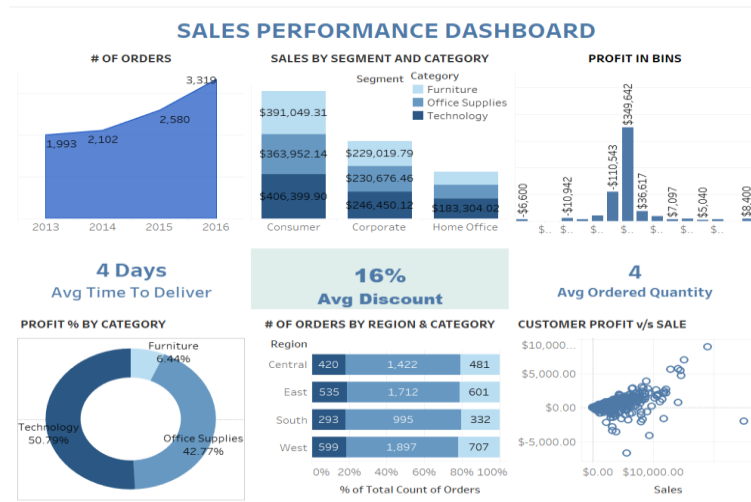 SALES PERFORMANCE DASHBOARD
# OF ORDERS
3,319
2,580
2,102
1,993
2013 2014 2015 2016
SALES BY SEGMENT AND CATEGORY
Segment Category
Furniture
Office Supplies
Technology
$391,049.31
$363,952.14 $229,019.79
$230,676.46
$406,399.90 $246,450.12 $183,304.02
Consumer Corporate Home Office
PROFIT IN BINS
-$6,600
-$10,942
-$110,543
$349,642
$36,617
$7,097
$5,040
$8,400
$.. $.. $.. $.. $.. $.. $..
4 Days
Avg Time To Deliver
16%
Avg Discount
4
Avg Ordered Quantity
PROFIT % BY CATEGORY
Furniture
6.44%
Technology
50.79%
Office Supplies
42.77%
# OF ORDERS BY REGION & CATEGORY
Region
Central 420 1,422 481
East 535 1,712 601
South 293 995 332
West 599 1,897 707
0% 20% 40% 60% 80% 100%
% of Total Count of Orders
CUSTOMER PROFIT v/s SALE
$10,000...
$5,000.00
$0.00
$-5,000.00
$0.00 $10,000.00
Sales